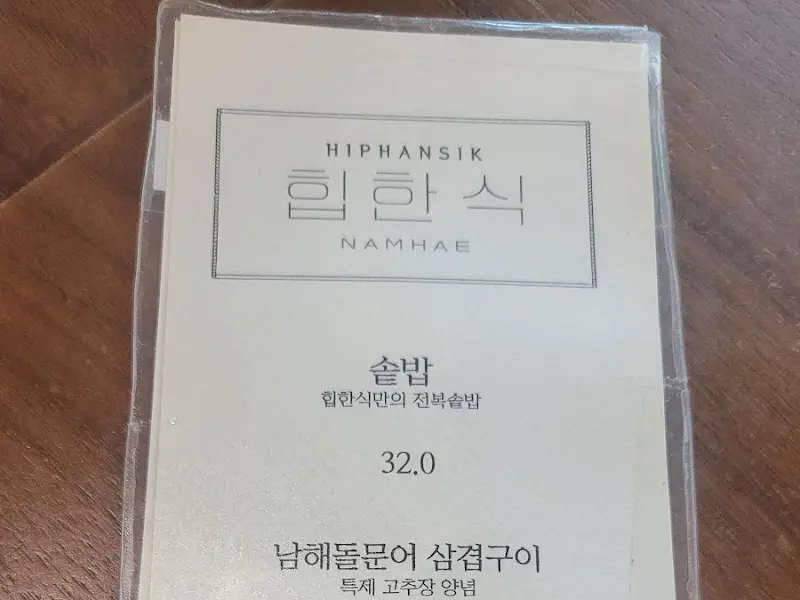 HIPHANSIK
힙한식
NAMHAE
솥밥
힙한식만의 전복솥밥
32.0
남해돌문어 삼겹구이
특제 고추장 양념